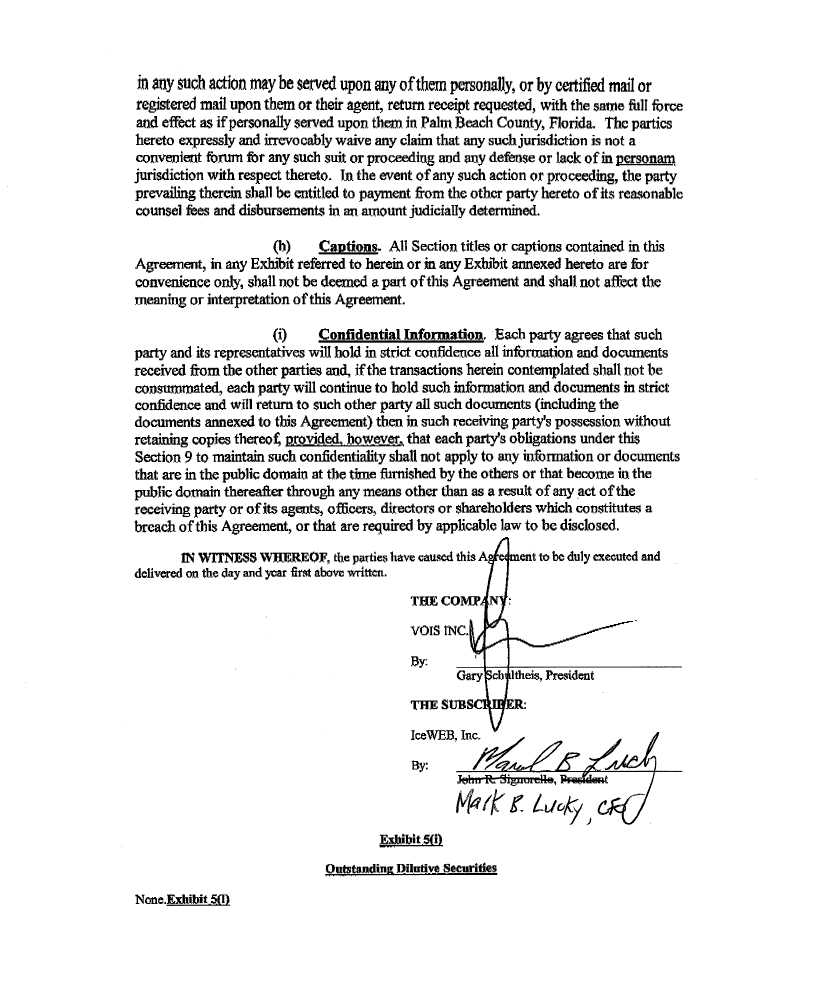 in any such action may be served upon any of them personally, or by certified mail or
registered mail upon them or their agent, return receipt requested, with the same full force
and effect as if personally served upon them in Palm Beach County, Florida. The parties
hereto expressly and irrevocably waive any claim that any such jurisdiction is not a
convenient forum for any such suit or proceeding and any defense or lack of in personam
jurisdiction with respect thereto. In the event of any such action or proceeding, the party
prevailing therein shall be entitled to payment from the other party hereto of its reasonable
counsel fees and disbursements in an amount judicially determined.
(h) Captions. All Section titles or captions contained in this
Agreement, in any Exhibit referred to herein or in any Exhibit annexed hereto are for
convenience only, shall not be deemed a part of this Agreement and shall not affect the
meaning or interpretation of this Agreement.
(i) Confidential Information. Each party agrees that such
party and its representatives will hold in strict confidence all information and documents
received from the other parties and, if the transactions herein contemplated shall not be
consummated, each party will continue to hold such information and documents in strict
confidence and will return to such other party all such documents (including the
documents annexed to this Agreement) then in such receiving party's possession without
retaining copies thereof, provided, however, that each party's obligations under this
Section 9 to maintain such confidentiality shall not apply to any information or documents
that are in the public domain at the time furnished by the others or that become in the
public domain thereafter through any means other than as a result of any act of the
receiving party or of its agents, officers, directors or shareholders which constitutes a
breach of this Agreement, or that are required by applicable law to be disclosed.
IN WITNESS WHEREOF, the parties have caused this Agreement to be duly executed and
delivered on the day and year first above written.
THE COMPANY:
VOIS INC.
By:
Gary Schultheis, President
THE SUBSCRIBER:
IceWEB, Inc.
By: Mark B Lucky
John R. Signorello, President
Mark B. Lucky, CFO
Exhibit 5(i)
Outstanding Dilutive Securities
None.Exhibit 5(l)